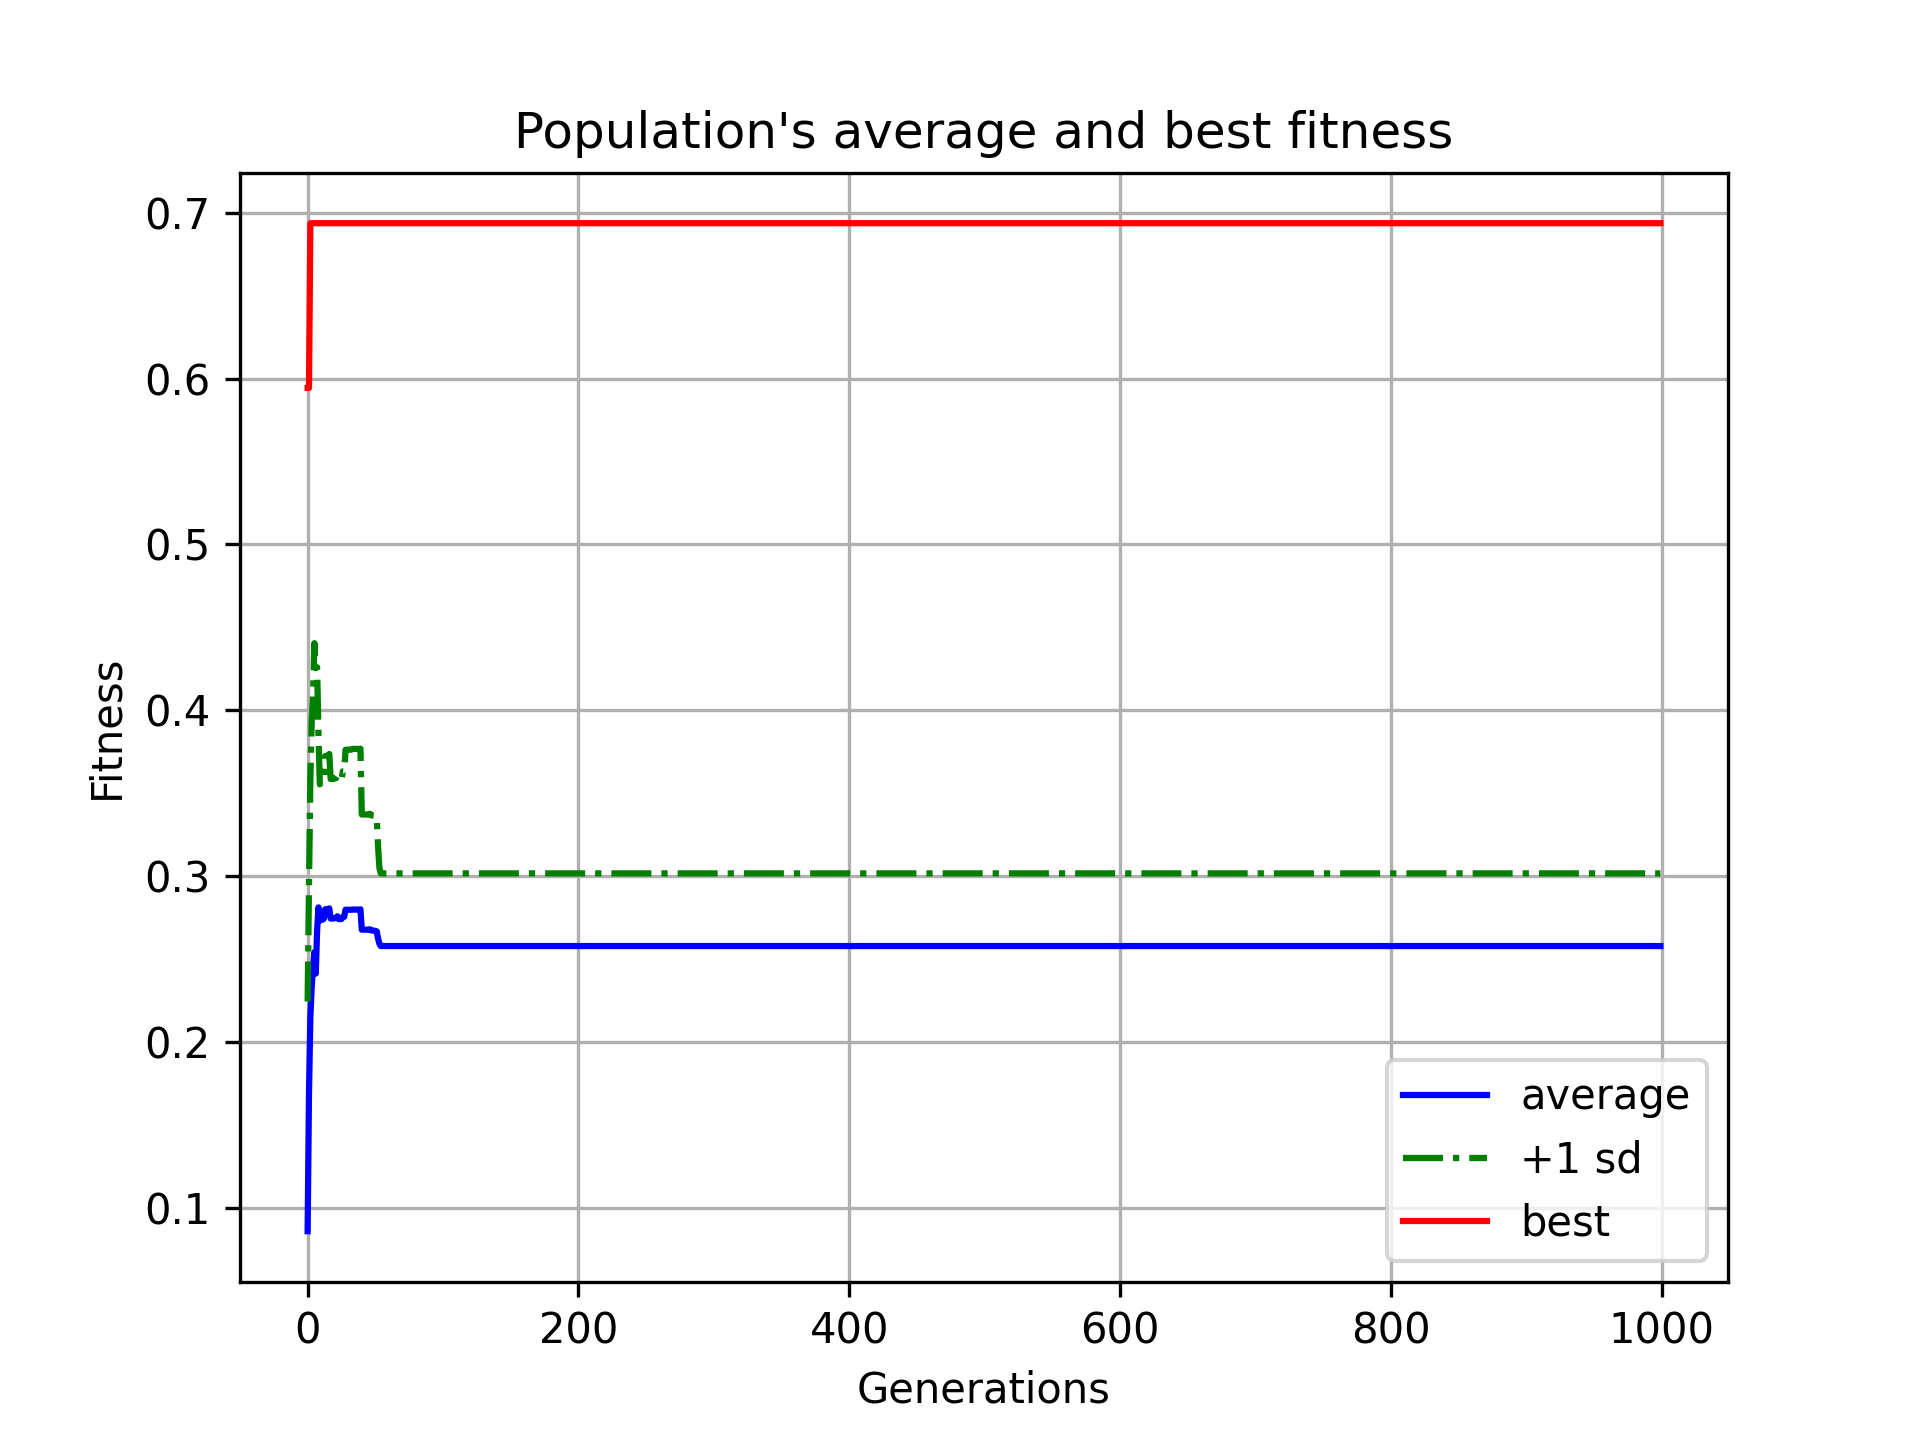 Population's average and best fitness
0.7
0.6
0.5
0.4
0.3
0.2
0.1
Fitness
average
+1 sd
best
0 200 400 600 800 1000
Generations